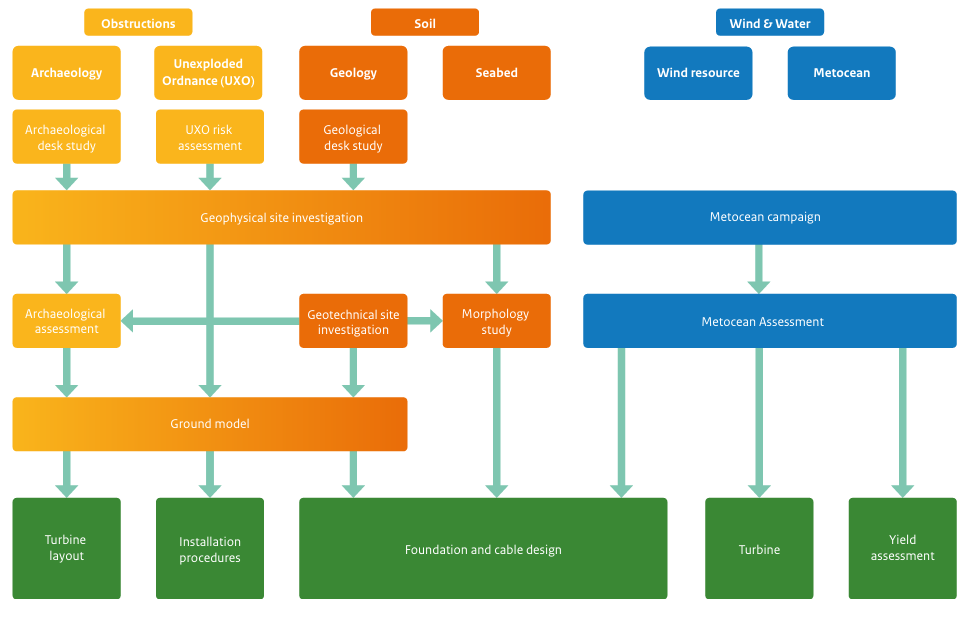 Obstructions
Soil
Wind & Water
Archaeology
Unexploded
Ordnance (UXO)
Geology
Seabed
Wind resource
Metocean
Archaeological
desk study
UXO risk
assessment
Geological
desk study
Geophysical site investigation
Metocean campaign
Archaeological
assessment
Geotechnical site
investigation
Morphology
study
Metocean Assessment
Ground model
Turbine
layout
Installation
procedures
Foundation and cable design
Turbine
Yield
assessment